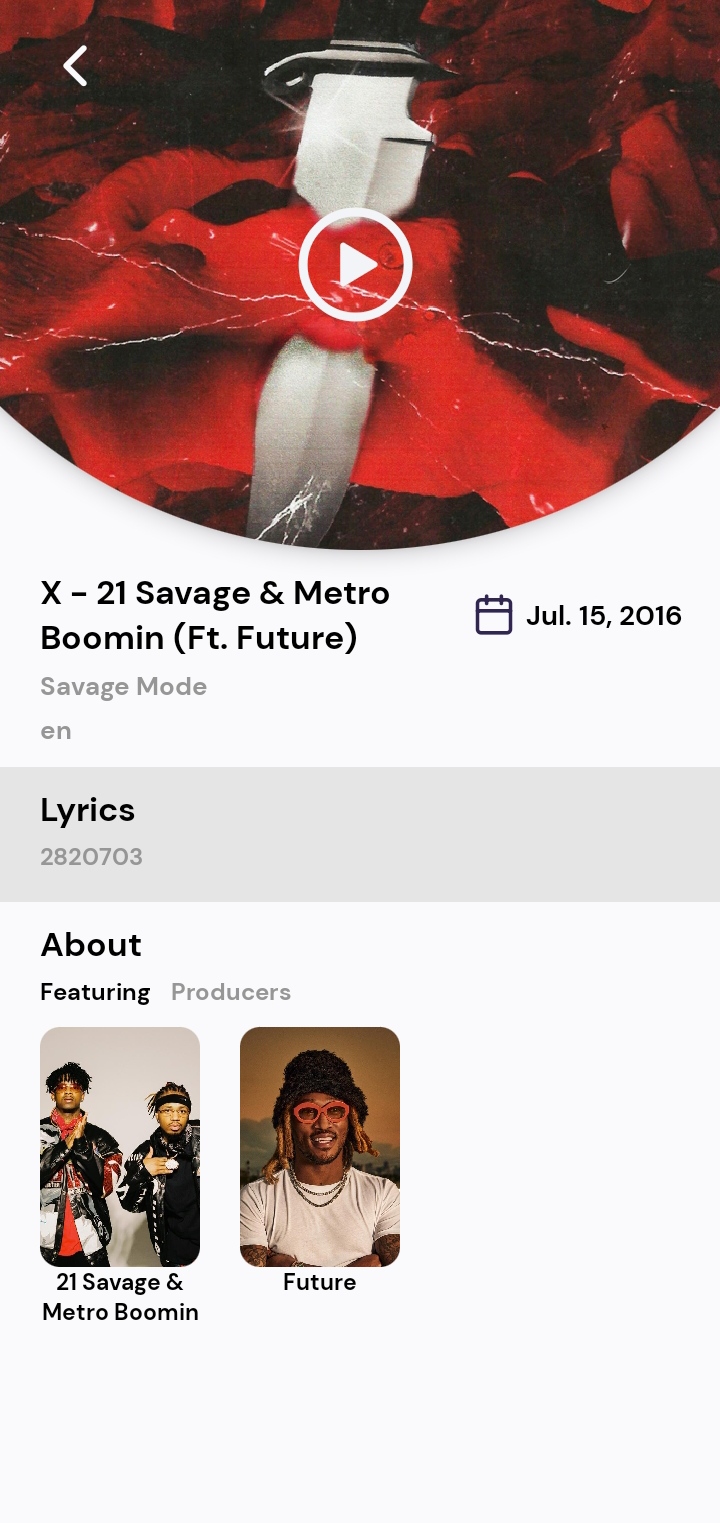 X - 21 Savage & Metro
Boomin (Ft. Future)
Jul. 15, 2016
Savage Mode
en
Lyrics
2820703
About
Featuring Producers
21 Savage &
Metro Boomin
Future